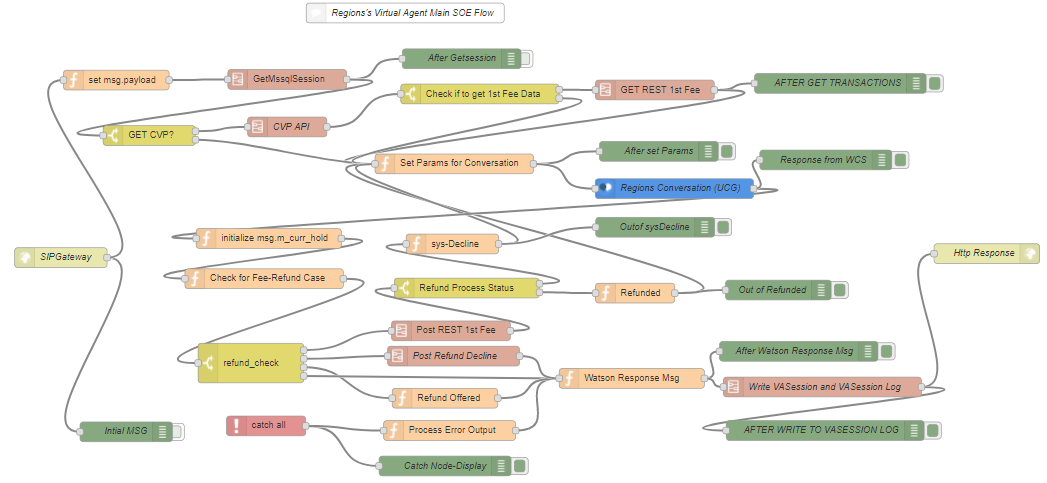 Regions's Virtual Agent Main SOE Flow
After Getsession
set msg.payload
GetMssqlSession
AFTER GET TRANSACTIONS
Check if to get 1st Fee Data
GET REST 1st Fee
GET CVP?
CVP API
After set Params
Response from WCS
Set Params for Conversation
Regions Conversation (UCG)
Outof sysDecline
initialize msg.m_curr_hold
sys-Decline
SIPGateway
Http Response
Check for Fee-Refund Case
Refund Process Status
Refunded
Out of Refunded
Post REST 1st Fee
After Watson Response Msg
refund_check
Post Refund Decline
Watson Response Msg
Write VASession and VASession Log
Refund Offered
Intial MSG
catch all
Process Error Output
AFTER WRITE TO VASESSION LOG
Catch Node-Display